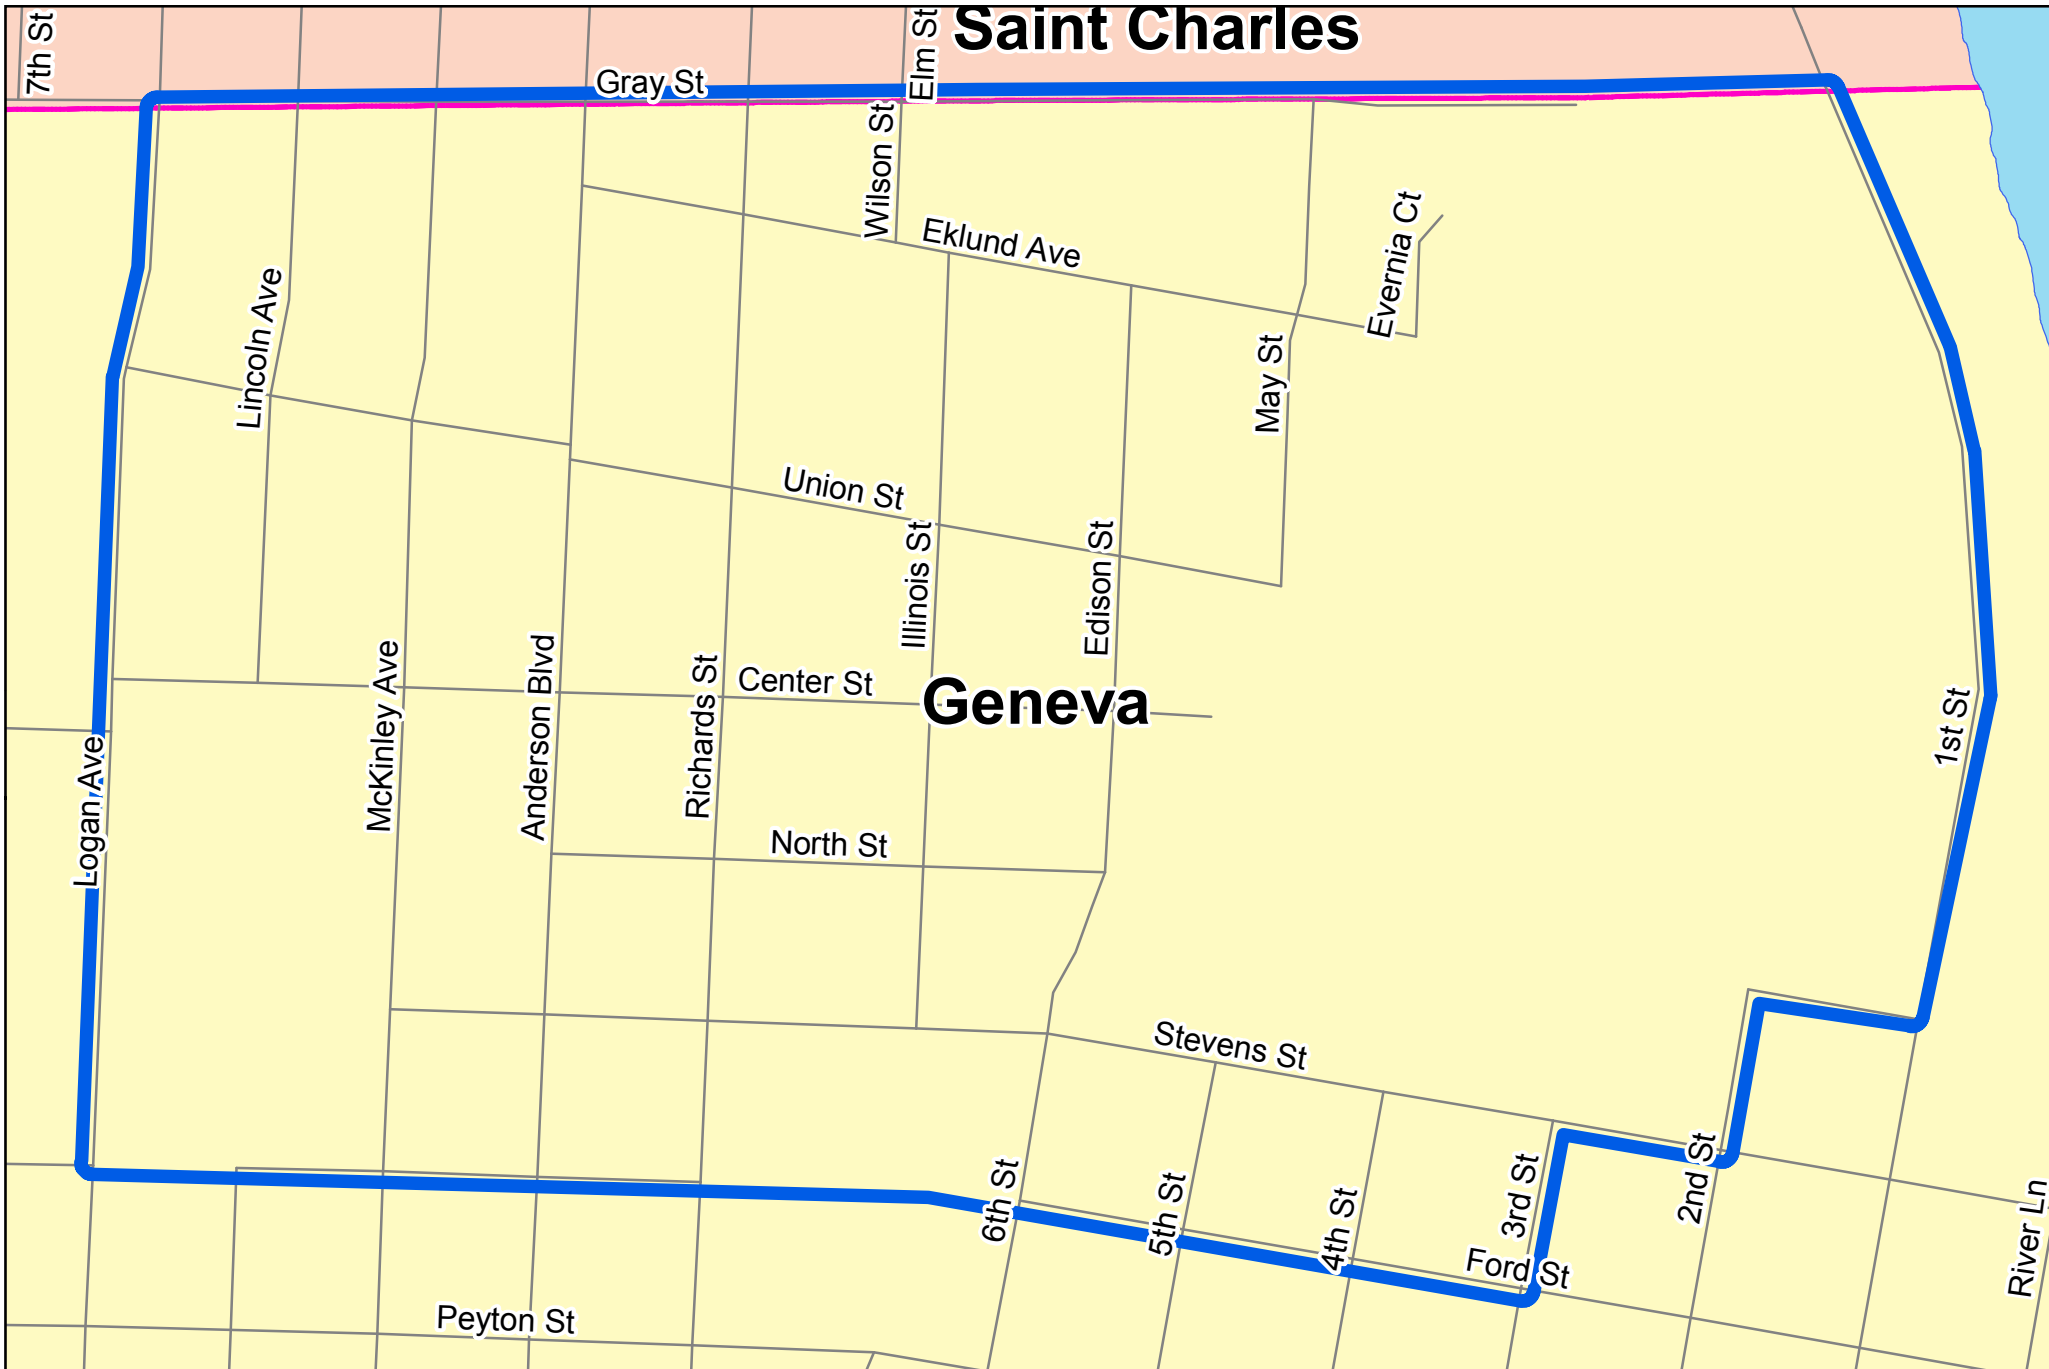 Saint Charles
7th St
Elm St
Gray St
Wilson St
Eklund Ave
Evernia Ct
Lincoln Ave
May St
Union St
Illinois St
Edison St
McKinley Ave
Anderson Blvd
Richards St
Center St
Geneva
1st St
Logan Ave
North St
Stevens St
6th St
5th St
4th St
3rd St
2nd St
River Ln
Ford St
Peyton St